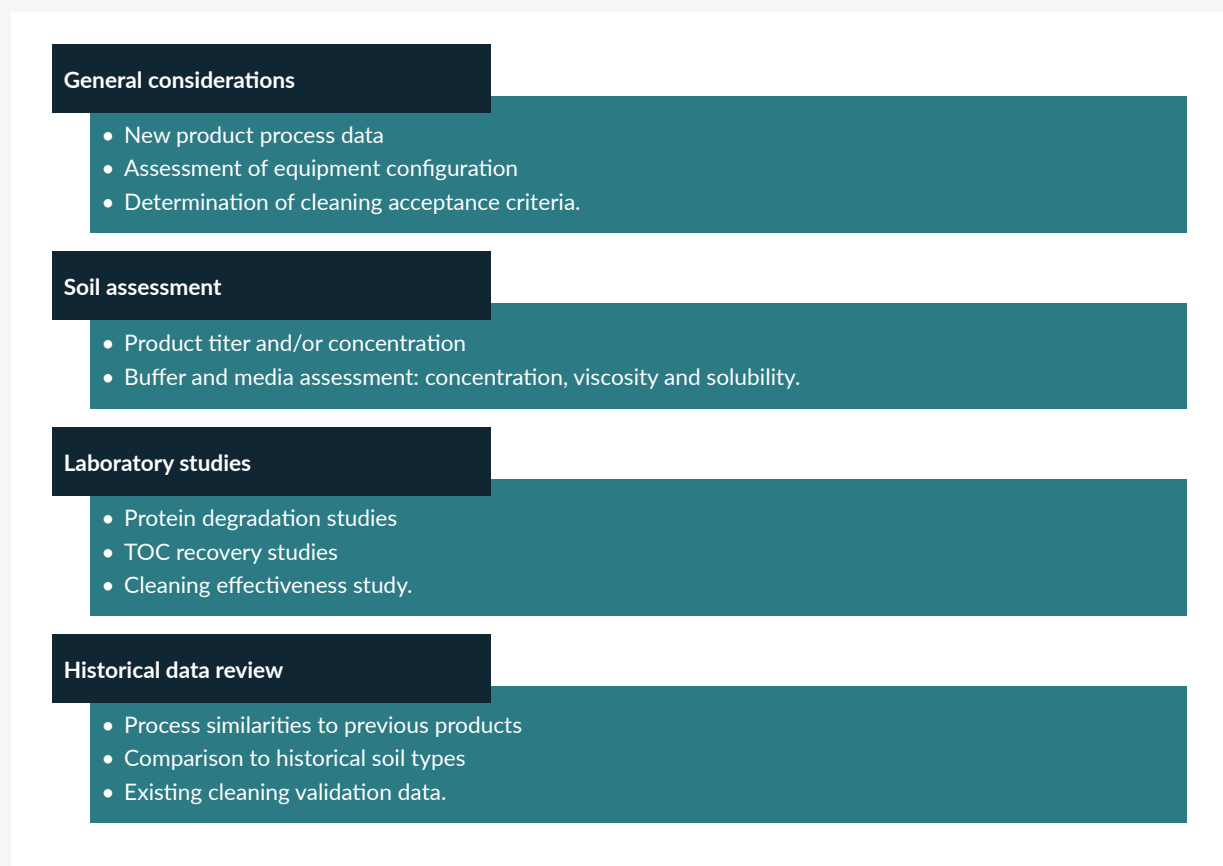 General considerations
• New product process data
• Assessment of equipment configuration
• Determination of cleaning acceptance criteria.
Soil assessment
• Product titer and/or concentration
• Buffer and media assessment: concentration, viscosity and solubility.
Laboratory studies
• Protein degradation studies
• TOC recovery studies
• Cleaning effectiveness study.
Historical data review
• Process similarities to previous products
• Comparison to historical soil types
• Existing cleaning validation data.